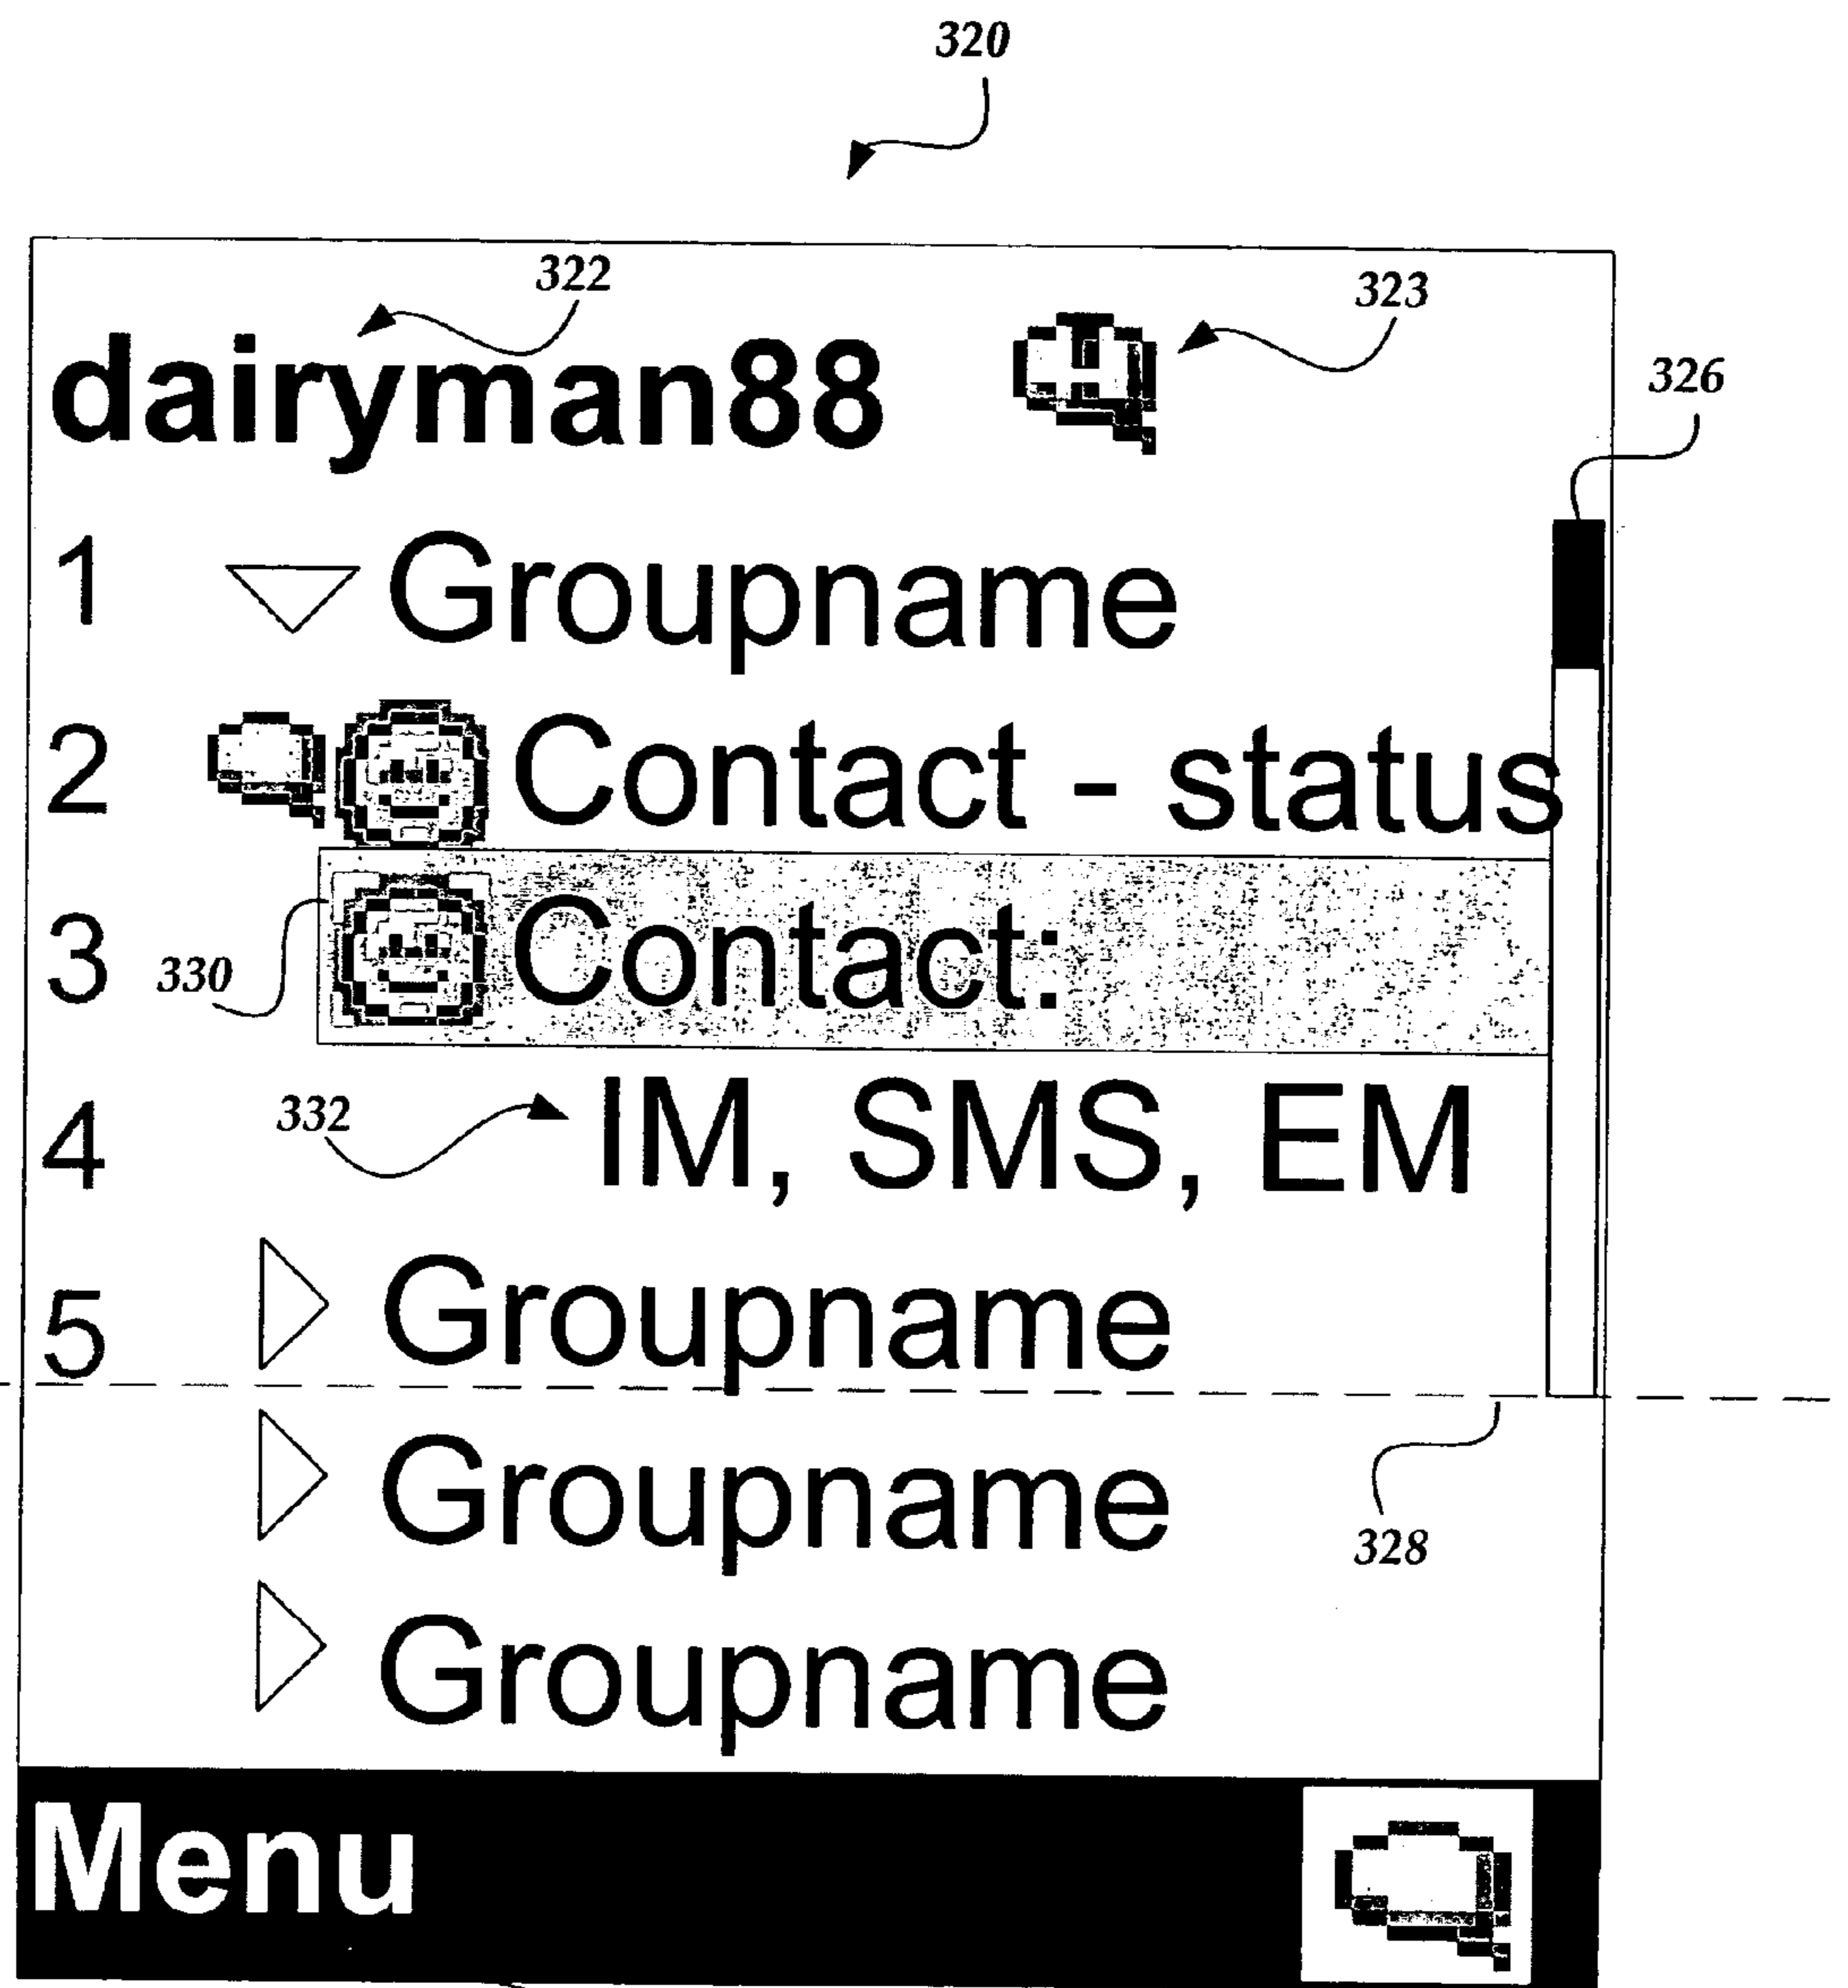 320
322
323
dairyman88
326
1 Groupname
2 Contact - status
3 Contact:
330
332
4 IM, SMS, EM
5 Groupname
Groupname
328
Groupname
Menu